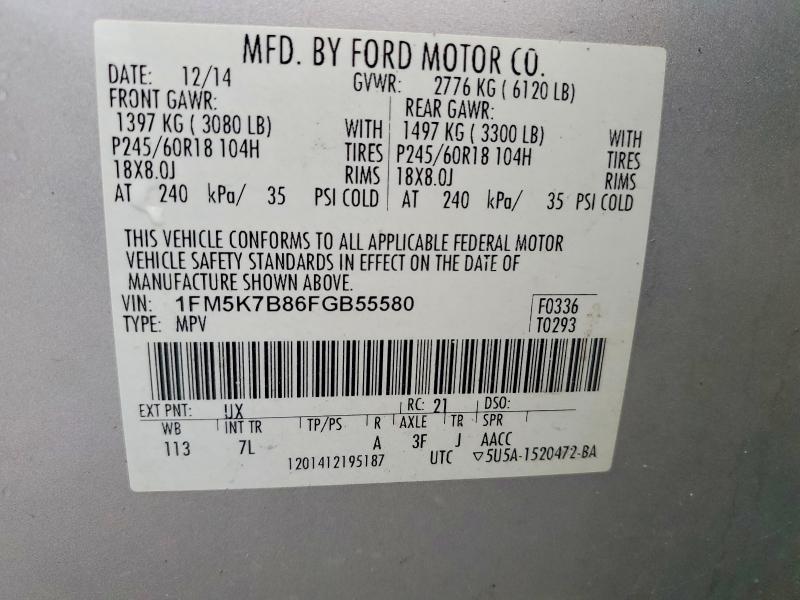 MFD. BY FORD MOTOR CO.
DATE: 12/14 GVWR: 2776 KG ( 6120 LB)
FRONT GAWR: REAR GAWR:
1397 KG ( 3080 LB) WITH 1497 KG ( 3300 LB) WITH
P245/60R18 104H TIRES P245/60R18 104H TIRES
18X8.0J RIMS 18X8.0J RIMS
AT 240 kPa/ 35 PSI COLD AT 240 kPa/ 35 PSI COLD
THIS VEHICLE CONFORMS TO ALL APPLICABLE FEDERAL MOTOR
VEHICLE SAFETY STANDARDS IN EFFECT ON THE DATE OF
MANUFACTURE SHOWN ABOVE.
VIN: 1FM5K7B86FGB55580 F0336
TYPE: MPV T0293
EXT PNT: UX RC: 21 DSO:
WB INT TR TP/PS R AXLE TR SPR
113 7L A 3F J AACC
1201412195187 UTC ▽5U5A-1520472-BA